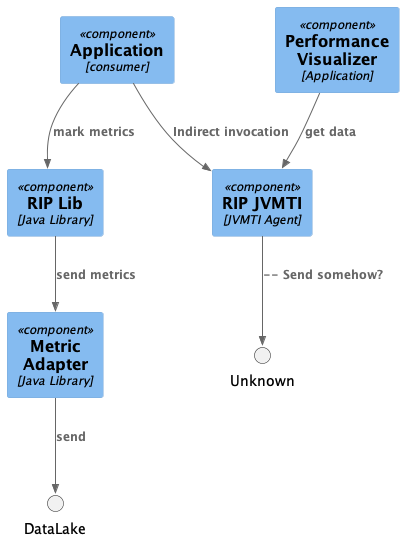 «component»
Application
[consumer]
«component»
Performance
Visualizer
[Application]
mark metrics
Indirect invocation
get data
«component»
RIP Lib
[Java Library]
«component»
RIP JVMTI
[JVMTI Agent]
send metrics
-- Send somehow?
«component»
Metric
Adapter
[Java Library]
Unknown
send
DataLake